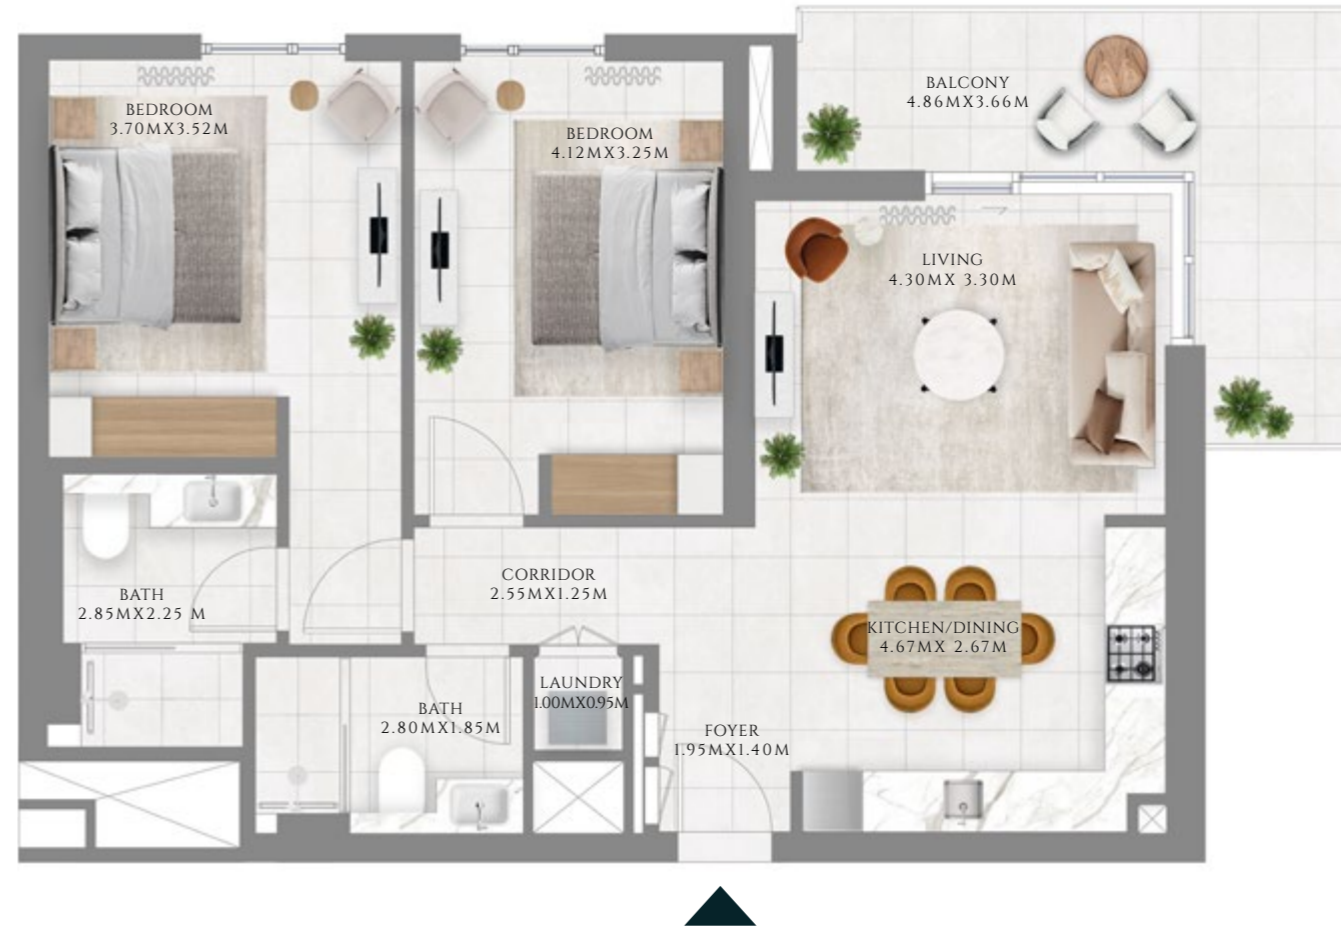 BEDROOM
3.70MX3.52M
BEDROOM
4.12MX3.25M
BALCONY
4.86MX3.66M
LIVING
4.30MX 3.30M
BATH
2.85MX2.25 M
CORRIDOR
2.55MX1.25M
KITCHEN/DINING
4.67MX 2.67M
BATH
2.80MX1.85M
LAUNDRY
1.00MX0.95M
FOYER
1.95MX1.40M